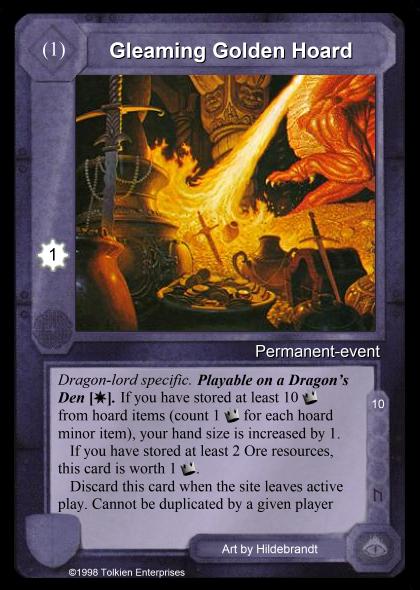 (1)
Gleaming Golden Hoard
1
Permanent-event
Dragon-lord specific. Playable on a Dragon's
Den [✷]. If you have stored at least 10
from hoard items (count 1 for each hoard
minor item), your hand size is increased by 1.
If you have stored at least 2 Ore resources,
this card is worth 1 .
Discard this card when the site leaves active
play. Cannot be duplicated by a given player
10
Art by Hildebrandt
©1998 Tolkien Enterprises